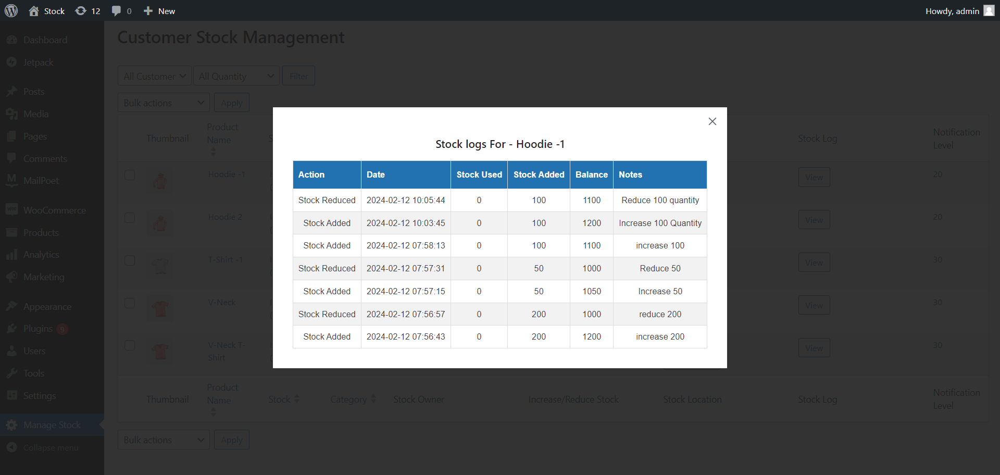 Stock 12 0 New Howdy, admin
Dashboard
Jetpack
Posts
Media
Pages
Comments
MailPoet
WooCommerce
Products
Analytics
Marketing
Appearance
Plugins 9
Users
Tools
Settings
Manage Stock
Collapse menu
Customer Stock Management
All Customer All Quantity Filter
Bulk actions Apply
Thumbnail Product Name Stock Log Notification Level
Hoodie -1 View 20
Hoodie 2 View 20
T-Shirt -1 View 30
V-Neck View 30
V-Neck T-Shirt View 30
Stock logs For - Hoodie -1
Action Date Stock Used Stock Added Balance Notes
Stock Reduced 2024-02-12 10:05:44 0 100 1100 Reduce 100 quantity
Stock Added 2024-02-12 10:03:45 0 100 1200 Increase 100 Quantity
Stock Added 2024-02-12 07:58:13 0 100 1100 increase 100
Stock Reduced 2024-02-12 07:57:31 0 50 1000 Reduce 50
Stock Added 2024-02-12 07:57:15 0 50 1050 Increase 50
Stock Reduced 2024-02-12 07:56:57 0 200 1000 reduce 200
Stock Added 2024-02-12 07:56:43 0 200 1200 increase 200
Thumbnail Product Name Stock Category Stock Owner Increase/Reduce Stock Stock Location Stock Log Notification Level
Bulk actions Apply